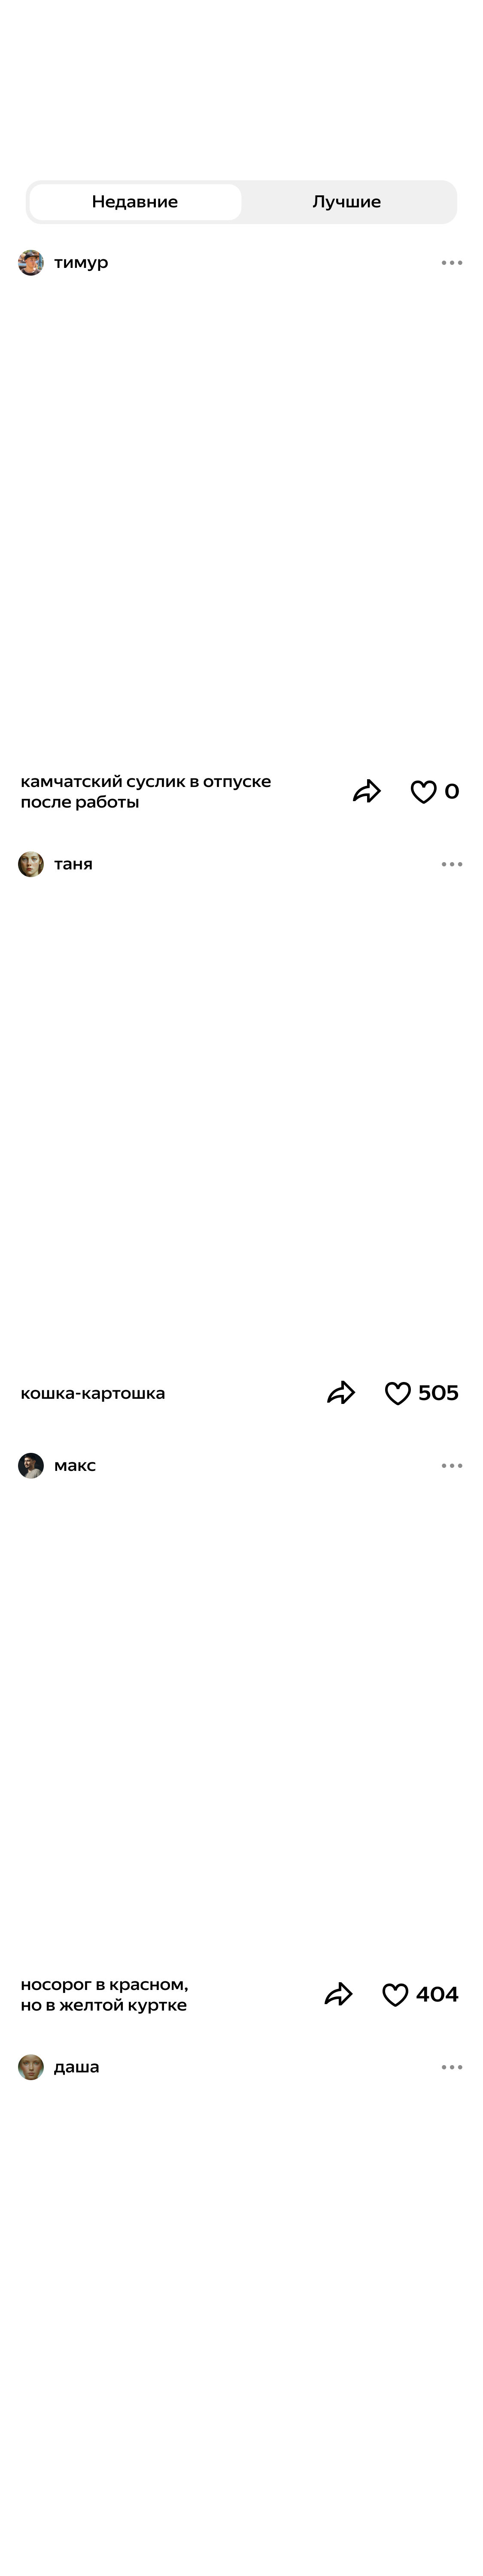 Недавние Лучшие
тимур
камчатский суслик в отпуске
после работы
0
таня
кошка-картошка
505
макс
носорог в красном,
но в желтой куртке
404
даша